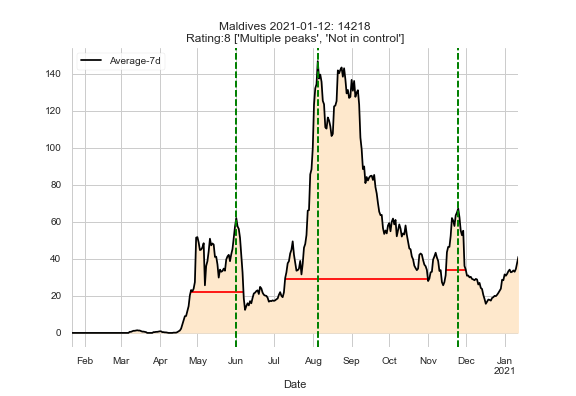 Maldives 2021-01-12: 14218
Rating:8 ['Multiple peaks', 'Not in control']
Average-7d
140
120
100
80
60
40
20
0
Feb Mar Apr May Jun Jul Aug Sep Oct Nov Dec Jan
2021
Date